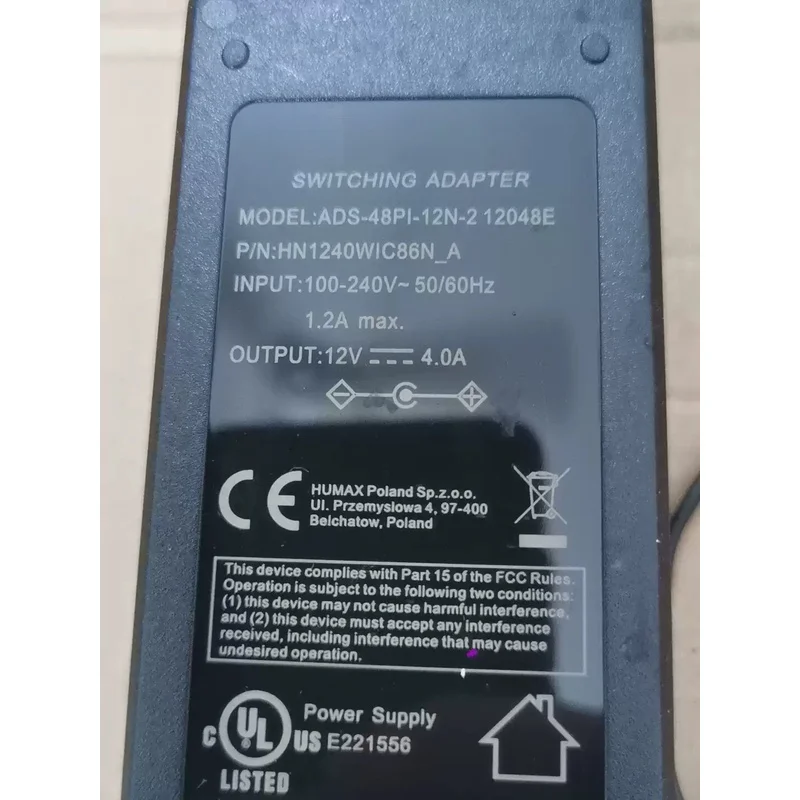 SWITCHING ADAPTER
MODEL:ADS-48PI-12N-2 12048E
P/N:HN1240WIC86N_A
INPUT:100-240V~ 50/60Hz
1.2A max.
OUTPUT:12V⎓4.0A
CE
HUMAX Poland Sp.z.o.o.
Ul. Przemyslowa 4, 97-400
Belchatow, Poland
This device complies with Part 15 of the FCC Rules.
Operation is subject to the following two conditions:
(1) this device may not cause harmful interference,
and (2) this device must accept any interference
received, including interference that may cause
undesired operation.
C UL US
LISTED
Power Supply
E221556